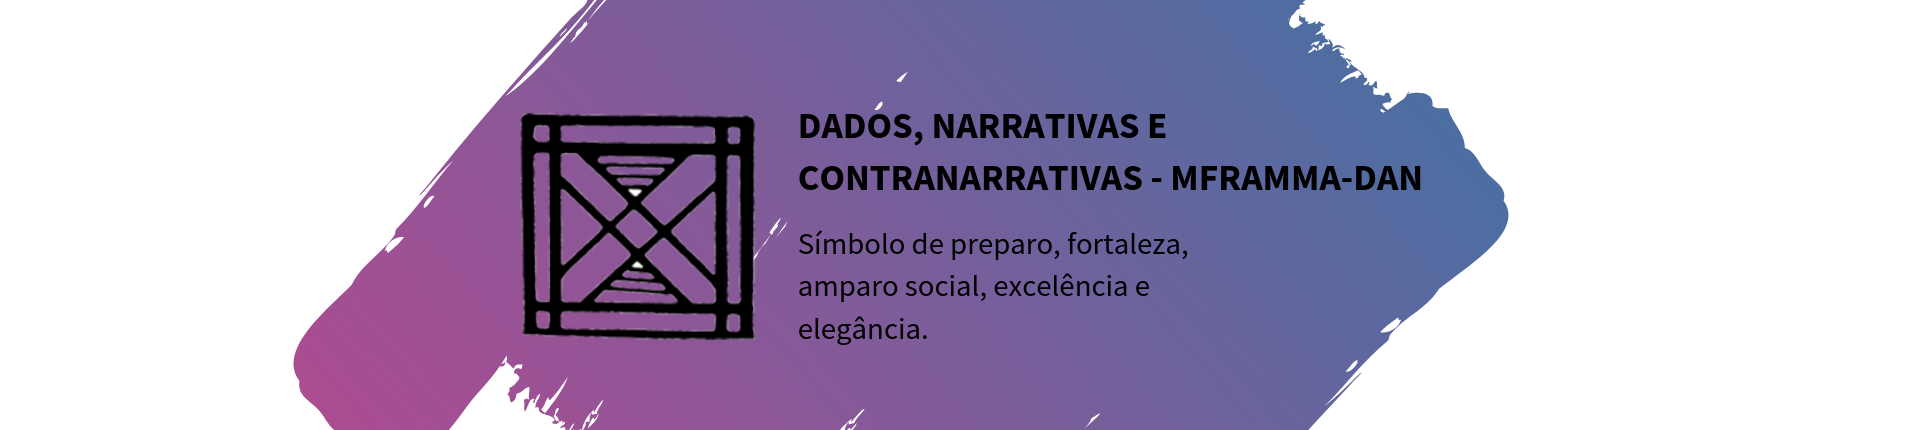 DADOS, NARRATIVAS E
CONTRANARRATIVAS - MFRAMMA-DAN
Símbolo de preparo, fortaleza,
amparo social, excelência e
elegância.